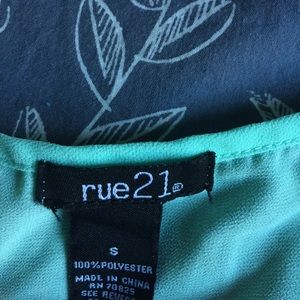 rue21®
S
100% POLYESTER
MADE IN CHINA
RN 70825
SEE REVERSE